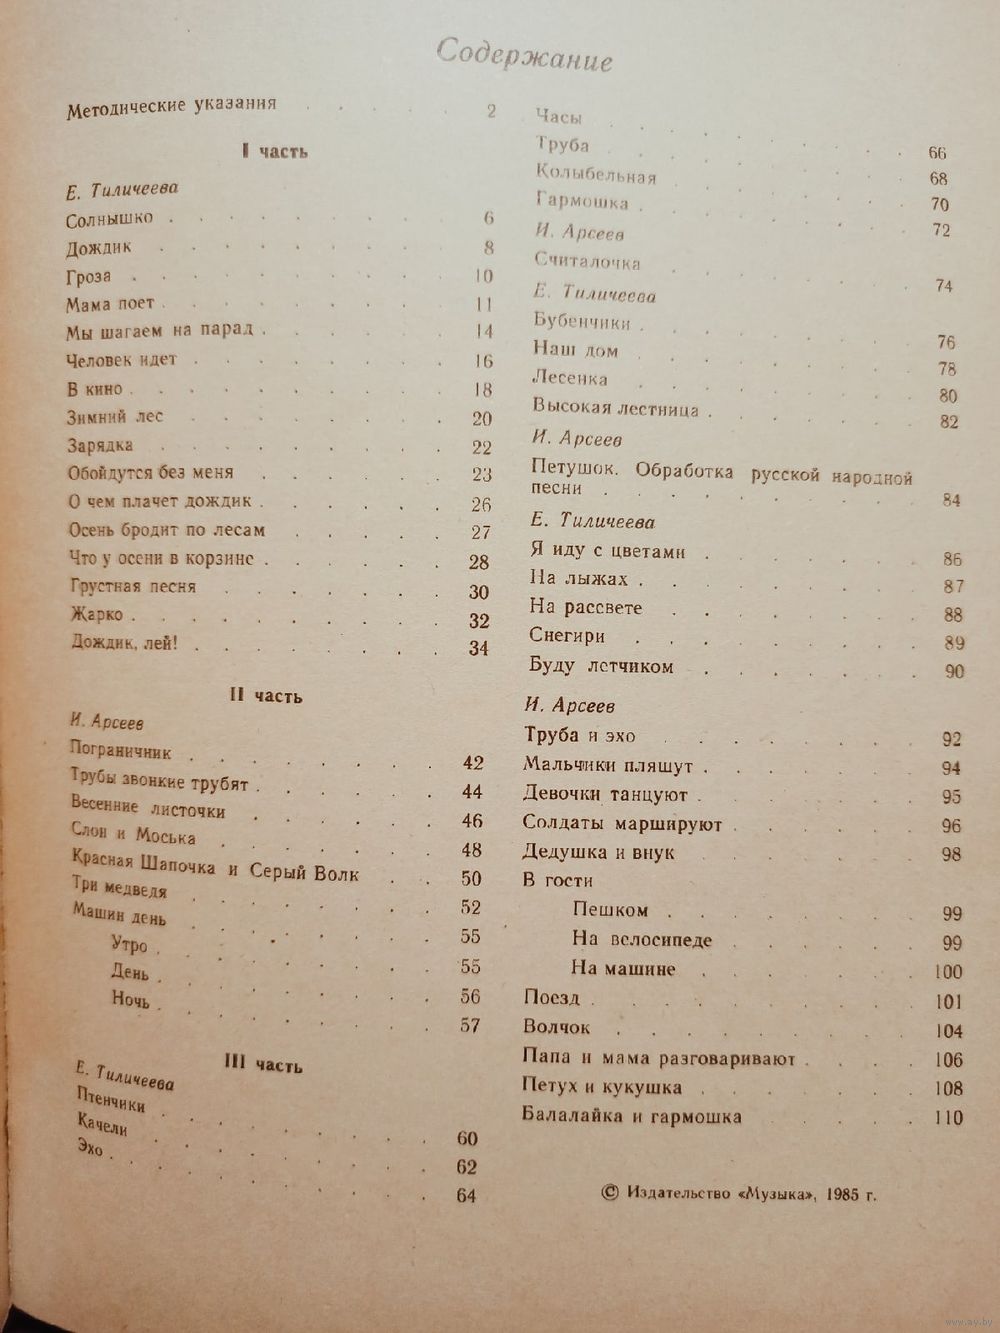 Содержание
Методические указания . . . . . 2
I часть
Е. Тиличеева
Солнышко . . . . . . . . 6
Дождик . . . . . . . . 8
Гроза . . . . . . . . . 10
Мама поет . . . . . . . . 11
Мы шагаем на парад . . . . . 14
Человек идет . . . . . . . 16
В кино . . . . . . . . . 18
Зимний лес . . . . . . . 20
Зарядка . . . . . . . . 22
Обойдутся без меня . . . . . 23
О чем плачет дождик . . . . . 26
Осень бродит по лесам . . . . 27
Что у осени в корзине . . . . . 28
Грустная песня . . . . . . 30
Жарко . . . . . . . . . 32
Дождик, лей! . . . . . . . 34
II часть
И. Арсеев
Пограничник . . . . . . . 42
Трубы звонкие трубят . . . . . 44
Весенние листочки . . . . . 46
Слон и Моська . . . . . . 48
Красная Шапочка и Серый Волк . . 50
Три медведя . . . . . . . 52
Машин день . . . . . . . 55
Утро . . . . . . . . 55
День . . . . . . . . 56
Ночь . . . . . . . . 57
III часть
Е. Тиличеева
Птенчики . . . . . . . . 60
Качели . . . . . . . . 62
Эхо . . . . . . . . . 64
Часы . . . . . . . . . 66
Труба . . . . . . . . . 68
Колыбельная . . . . . . . 70
Гармошка . . . . . . . . 72
И. Арсеев
Считалочка . . . . . . . 74
Е. Тиличеева
Бубенчики . . . . . . . . 76
Наш дом . . . . . . . . 78
Лесенка . . . . . . . . 80
Высокая лестница . . . . . . 82
И. Арсеев
Петушок. Обработка русской народной
песни . . . . . . . . . 84
Е. Тиличеева
Я иду с цветами . . . . . . 86
На лыжах . . . . . . . . 87
На рассвете . . . . . . . 88
Снегири . . . . . . . . 89
Буду летчиком . . . . . . 90
И. Арсеев
Труба и эхо . . . . . . . 92
Мальчики пляшут . . . . . . 94
Девочки танцуют . . . . . . 95
Солдаты маршируют . . . . . 96
Дедушка и внук . . . . . . 98
В гости
Пешком . . . . . . . 99
На велосипеде . . . . . 99
На машине . . . . . . 100
Поезд . . . . . . . . . 101
Волчок . . . . . . . . 104
Папа и мама разговаривают . . . . 106
Петух и кукушка . . . . . . 108
Балалайка и гармошка . . . . 110
© Издательство «Музыка», 1985 г.
www.ay.by